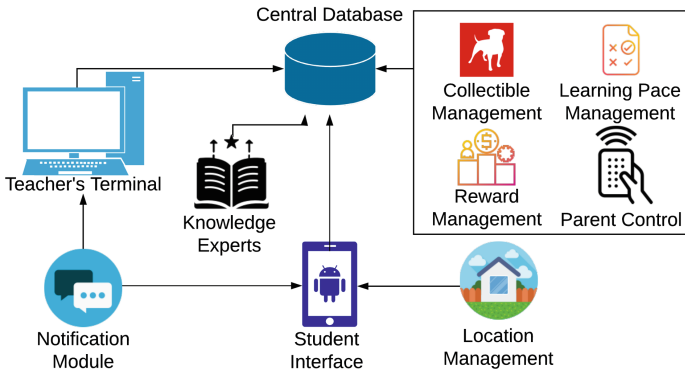 Central Database
Collectible
Management
Learning Pace
Management
Teacher's Terminal
Knowledge
Experts
Reward
Management
Parent Control
Notification
Module
Student
Interface
Location
Management